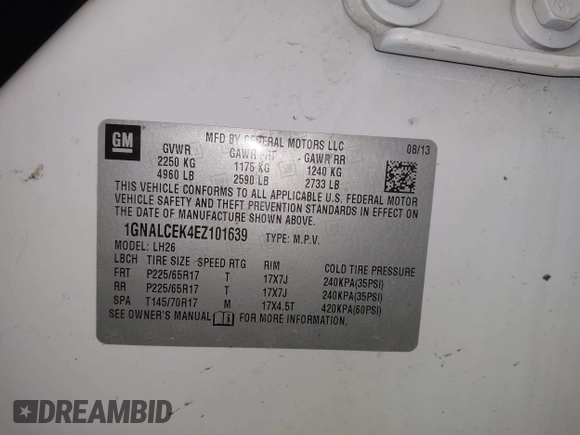 GM
MFD BY GENERAL MOTORS LLC 08/13
GVWR GAWR FRT GAWR RR
2250 KG 1175 KG 1240 KG
4960 LB 2590 LB 2733 LB
THIS VEHICLE CONFORMS TO ALL APPLICABLE U.S. FEDERAL MOTOR
VEHICLE SAFETY AND THEFT PREVENTION STANDARDS IN EFFECT ON
THE DATE OF MANUFACTURE SHOWN ABOVE.
1GNALCEK4EZ101639 TYPE: M.P.V.
MODEL: LH26
LBCH TIRE SIZE SPEED RTG RIM COLD TIRE PRESSURE
FRT P225/65R17 T 17X7J 240KPA(35PSI)
RR P225/65R17 T 17X7J 240KPA(35PSI)
SPA T145/70R17 M 17X4.5T 420KPA(60PSI)
SEE OWNER'S MANUAL FOR MORE INFORMATION.
DREAMBID